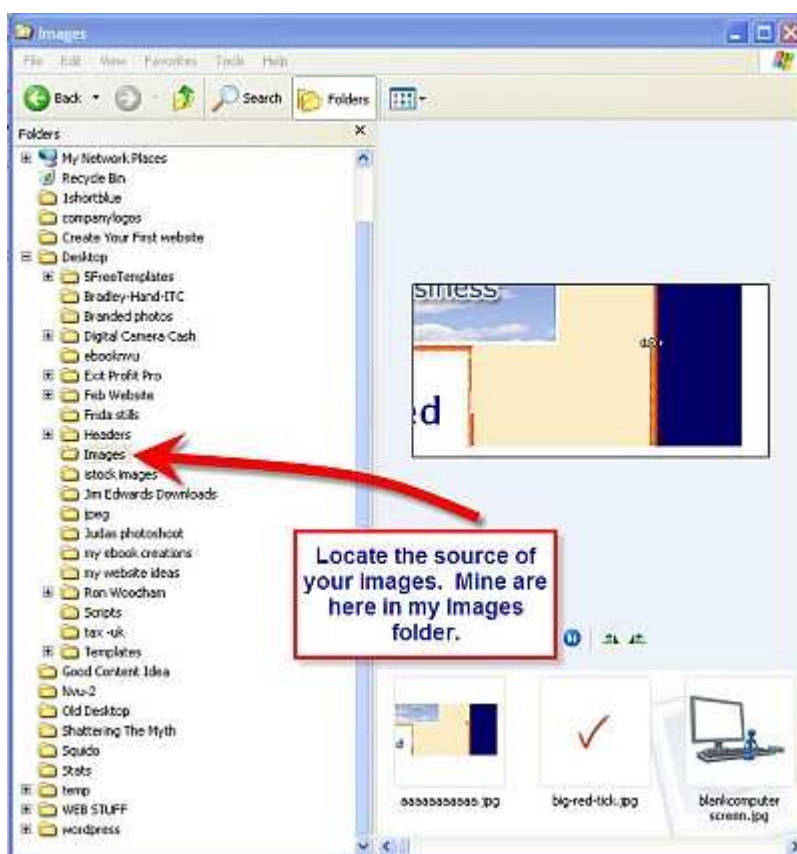 Images
File Edit View Favorites Tools Help
Back Search Folders
Folders
My Network Places
Recycle Bin
1shortblue
companylogos
Create Your First website
Desktop
5FreeTemplates
Bradley-Hand-ITC
Branded photos
Digital Camera Cash
ebooknvu
Exit Profit Pro
Feb Website
Frida stills
Headers
Images
istock images
Jim Edwards Downloads
jpeg
Judas photoshoot
my ebook creations
my website ideas
Ron Woodhan
Scripts
tax -uk
Templates
Good Content Idea
Nvu-2
Old Desktop
Shattering The Myth
Squido
Stats
temp
WEB STUFF
wordpress
siness
ed
Locate the source of
your images. Mine are
here in my Images
folder.
big-red-tick.jpg
blankcomputer
screen.jpg